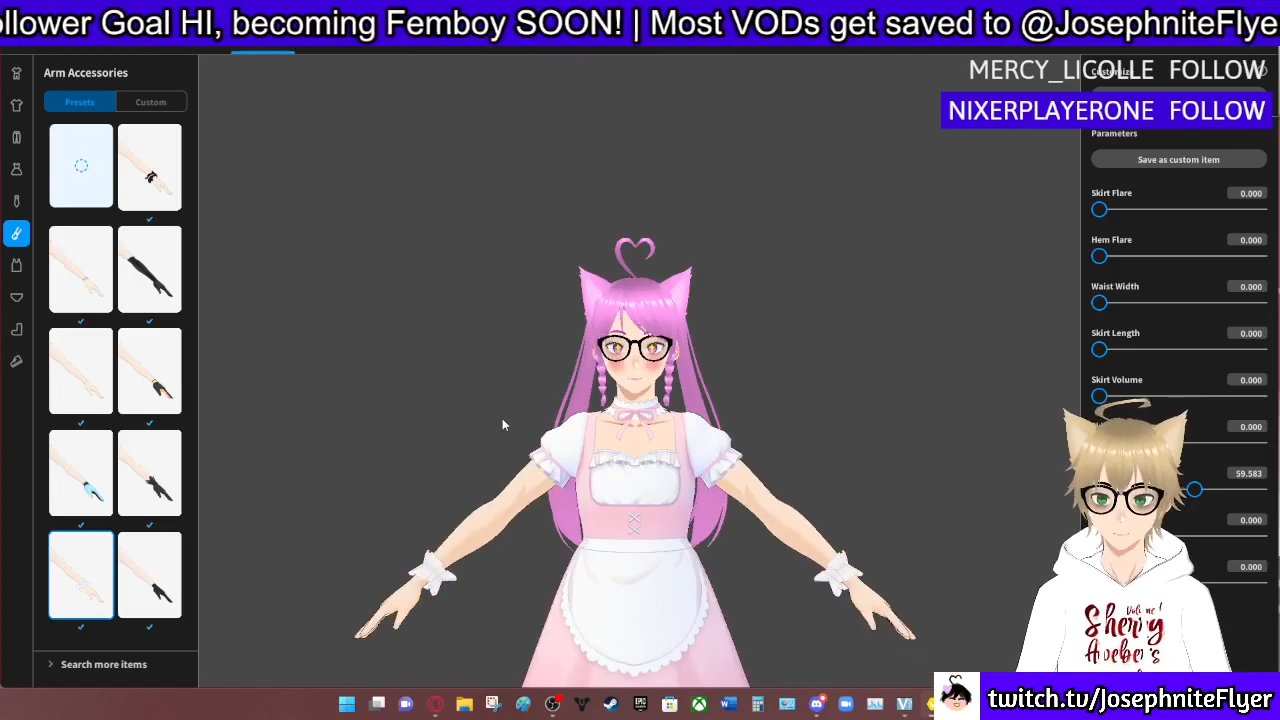 ollower Goal HI, becoming Femboy SOON! | Most VODs get saved to @JosephniteFlye
Arm Accessories
MERCY_LICOLLE FOLLOW
Presets
Custom
NIXERPLAYERONE FOLLOW
Parameters
Save as custom item
Skirt Flare
0.000
Hem Flare
0.000
Waist Width
0.000
Skirt Length
0.000
Skirt Volume
0.000
0.000
59.583
0.000
0.000
Search more items
twitch.tv/JosephniteFlyer